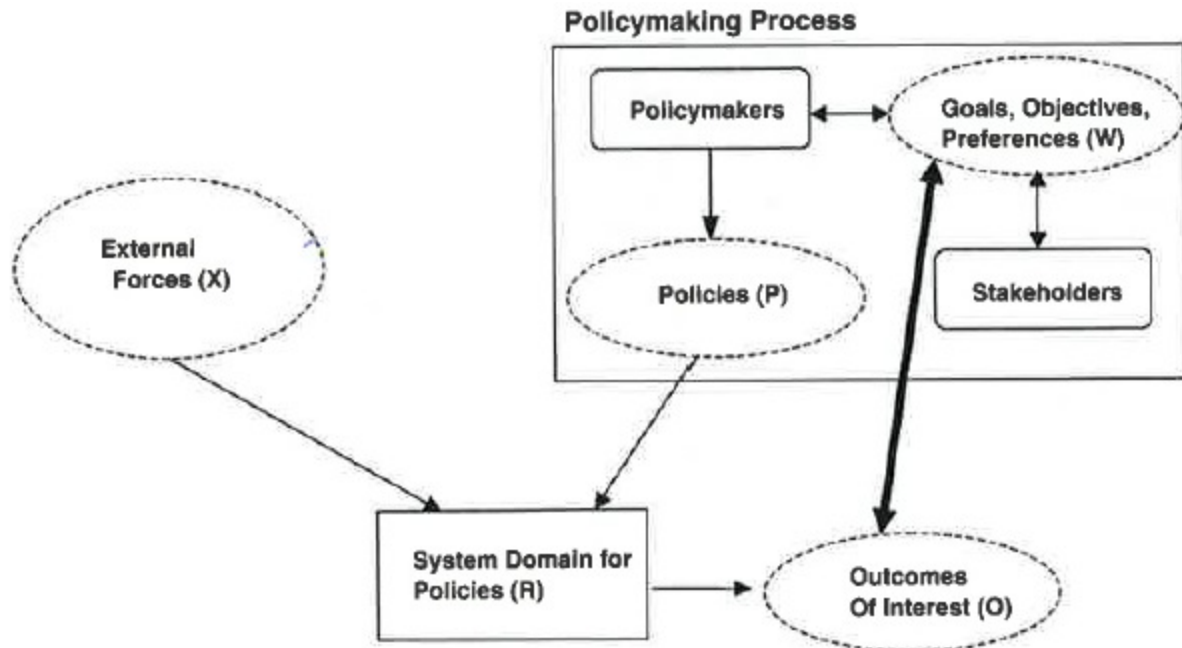 Policymaking Process
Policymakers
Goals, Objectives,
Preferences (W)
External
Forces (X)
Policies (P)
Stakeholders
System Domain for
Policies (R)
Outcomes
Of Interest (O)